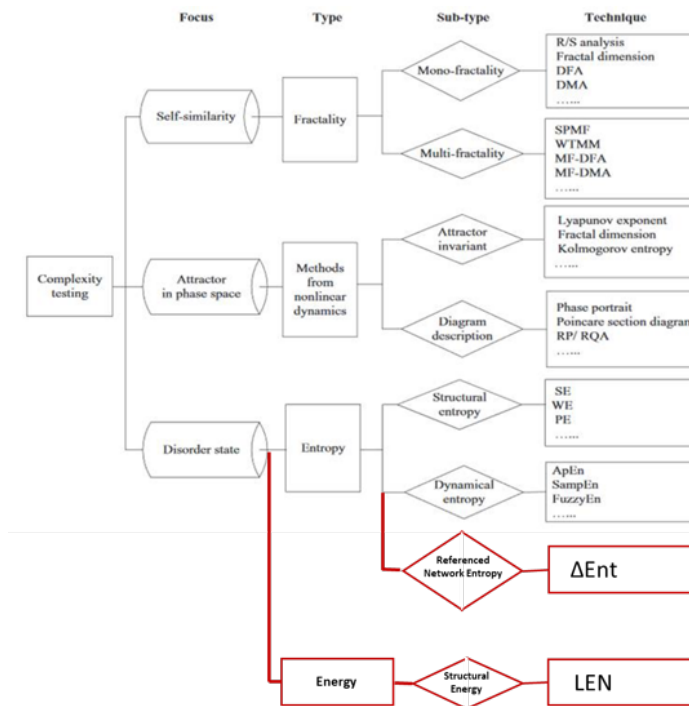 Focus
Type
Sub-type
Technique
Mono-fractality
R/S analysis
Fractal dimension
DFA
DMA
…...
Self-similarity
Fractality
Multi-fractality
SPMF
WTMM
MF-DFA
MF-DMA
…...
Complexity
testing
Attractor
in phase space
Methods
from
nonlinear
dynamics
Attractor
invariant
Lyapunov exponent
Fractal dimension
Kolmogorov entropy
…...
Diagram
description
Phase portrait
Poincare section diagram
RP/ RQA
…...
Disorder state
Entropy
Structural
entropy
SE
WE
PE
…...
Dynamical
entropy
ApEn
SampEn
FuzzyEn
…...
Referenced
Network Entropy
ΔEnt
Energy
Structural
Energy
LEN